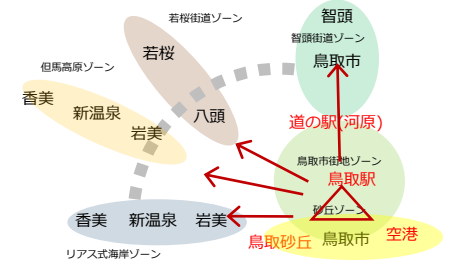 若桜街道ゾーン
智頭
智頭街道ゾーン
鳥取市
若桜
但馬高原ゾーン
香美
新温泉
岩美
八頭
道の駅(河原)
鳥取市街地ゾーン
鳥取駅
砂丘ゾーン
香美 新温泉 岩美
鳥取砂丘 鳥取市 空港
リアス式海岸ゾーン